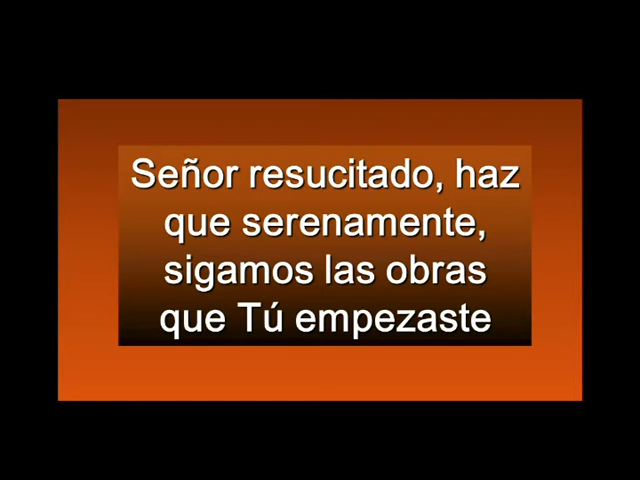 Señor resucitado, haz
que serenamente,
sigamos las obras
que Tú empezaste